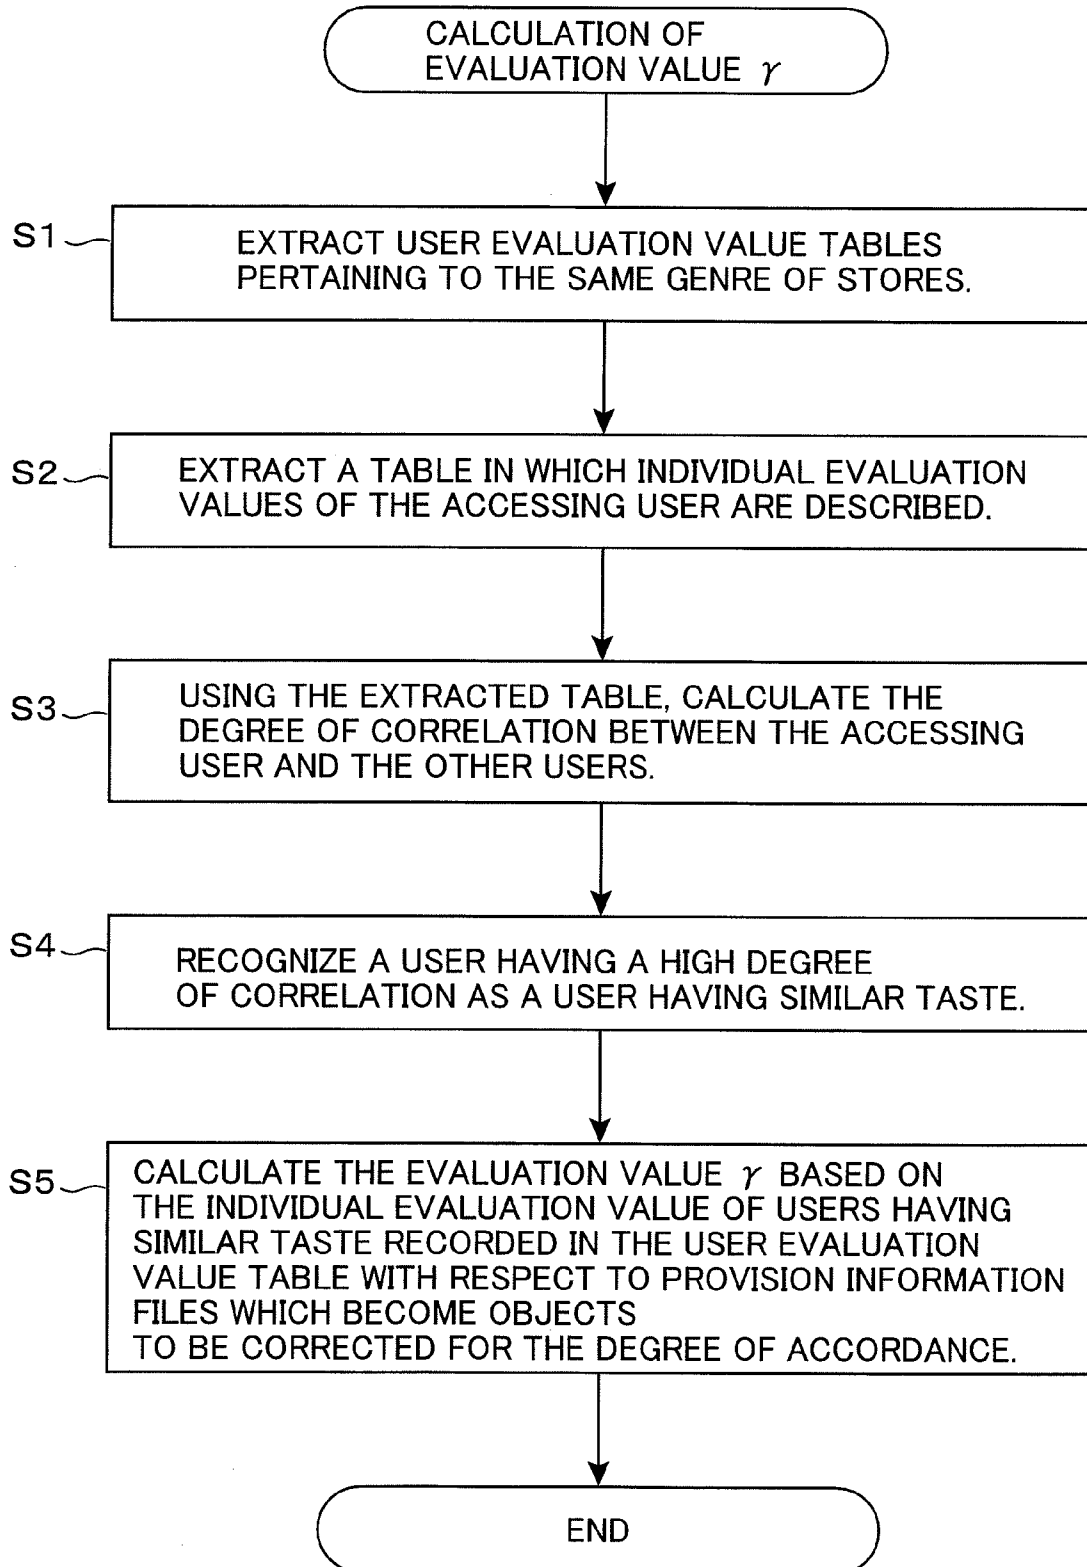 CALCULATION OF
EVALUATION VALUE γ
S1
EXTRACT USER EVALUATION VALUE TABLES
PERTAINING TO THE SAME GENRE OF STORES.
S2
EXTRACT A TABLE IN WHICH INDIVIDUAL EVALUATION
VALUES OF THE ACCESSING USER ARE DESCRIBED.
S3
USING THE EXTRACTED TABLE, CALCULATE THE
DEGREE OF CORRELATION BETWEEN THE ACCESSING
USER AND THE OTHER USERS.
S4
RECOGNIZE A USER HAVING A HIGH DEGREE
OF CORRELATION AS A USER HAVING SIMILAR TASTE.
S5
CALCULATE THE EVALUATION VALUE γ BASED ON
THE INDIVIDUAL EVALUATION VALUE OF USERS HAVING
SIMILAR TASTE RECORDED IN THE USER EVALUATION
VALUE TABLE WITH RESPECT TO PROVISION INFORMATION
FILES WHICH BECOME OBJECTS
TO BE CORRECTED FOR THE DEGREE OF ACCORDANCE.
END